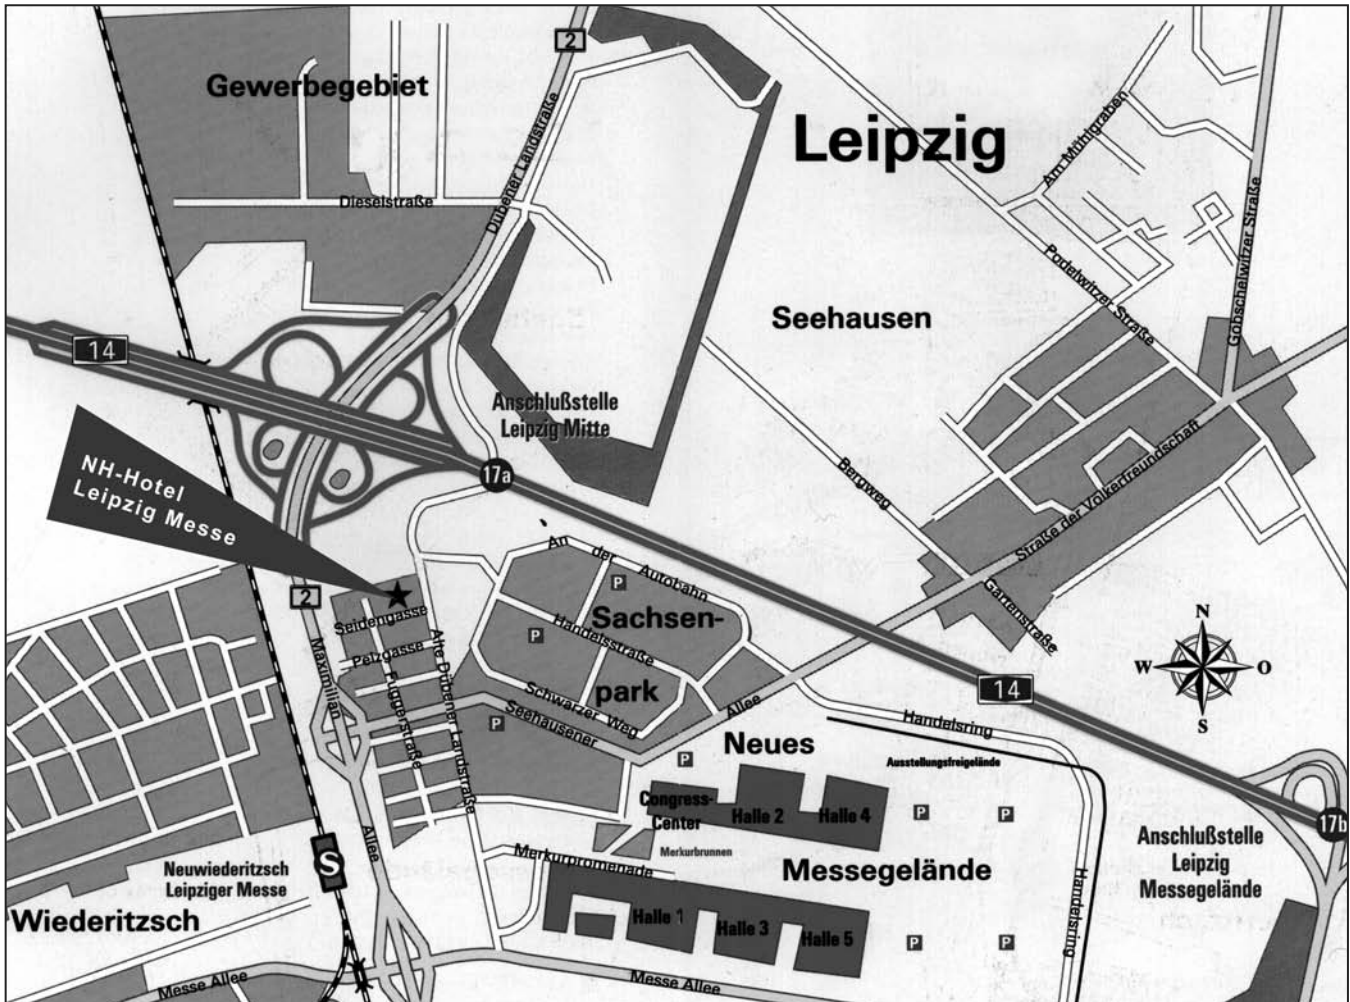 2
Gewerbegebiet
Leipzig
Am Mühlgraben
Dübener Landstraße
Dieselstraße
Gobschelwitzer Straße
Podelwitzer Straße
Seehausen
14
Anschlußstelle
Leipzig Mitte
17a
NH-Hotel
Leipzig Messe
Bergweg
Straße der Völkerfreundschaft
An der Autobahn
P
2
Sachsen-
park
Seidengasse
Gartenstraße
N
W
O
S
Handelsstraße
P
Pelzgasse
Maximilian
Allee
Fuggerstraße
Alte Dübener Landstraße
Schwarzer Weg
14
P
Seehausener
Allee
Handelsring
Neues
P
Ausstellungsfreigelände
Congress-
Center
Halle 2
Halle 4
P
P
17b
Anschlußstelle
Leipzig
Messegelände
Merkurbrunnen
Merkurpromenade
Messegelände
S
Neuwiederitzsch
Leipziger Messe
Wiederitzsch
Halle 1
Halle 3
Halle 5
P
P
Handelsring
Messe Allee
Messe Allee